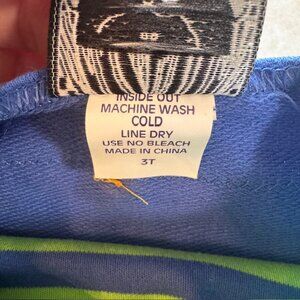 INSIDE OUT
MACHINE WASH
COLD
LINE DRY
USE NO BLEACH
MADE IN CHINA
3T